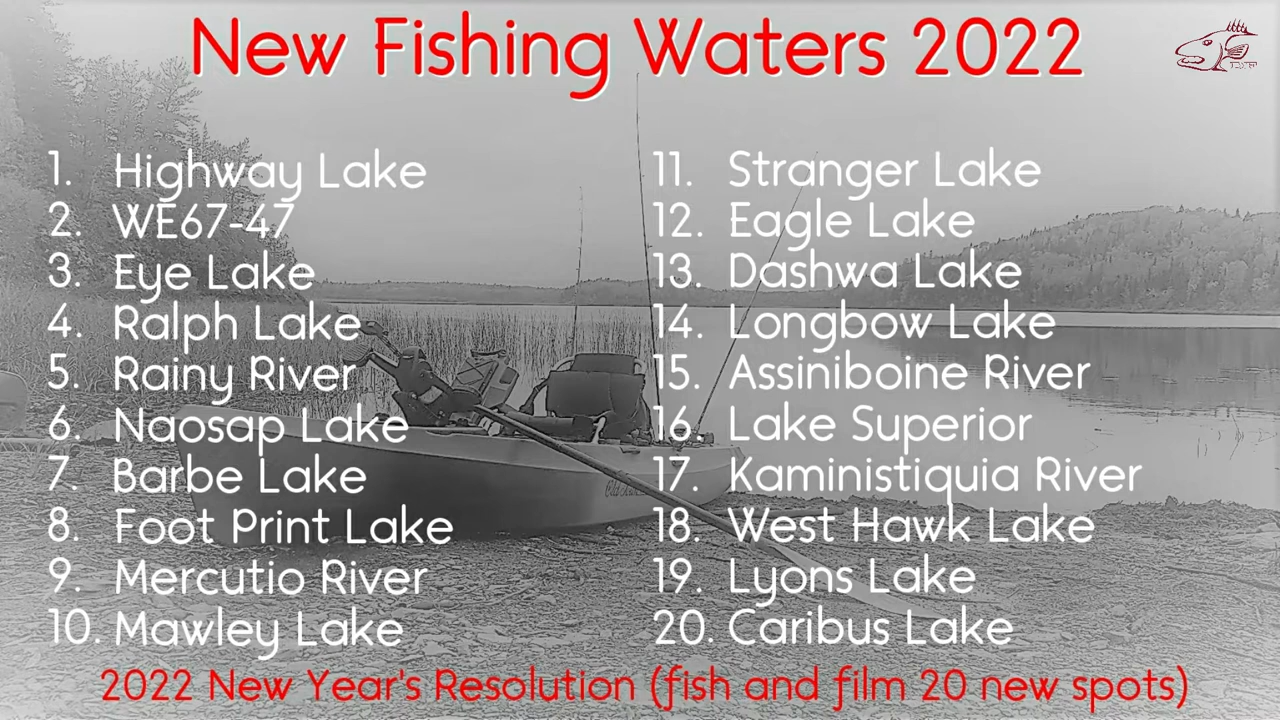 New Fishing Waters 2022
1. Highway Lake
2. WE67-47
3. Eye Lake
4. Ralph Lake
5. Rainy River
6. Naosap Lake
7. Barbe Lake
8. Foot Print Lake
9. Mercutio River
10. Mawley Lake
11. Stranger Lake
12. Eagle Lake
13. Dashwa Lake
14. Longbow Lake
15. Assiniboine River
16. Lake Superior
17. Kaministiquia River
18. West Hawk Lake
19. Lyons Lake
20. Caribus Lake
2022 New Year's Resolution (fish and film 20 new spots)